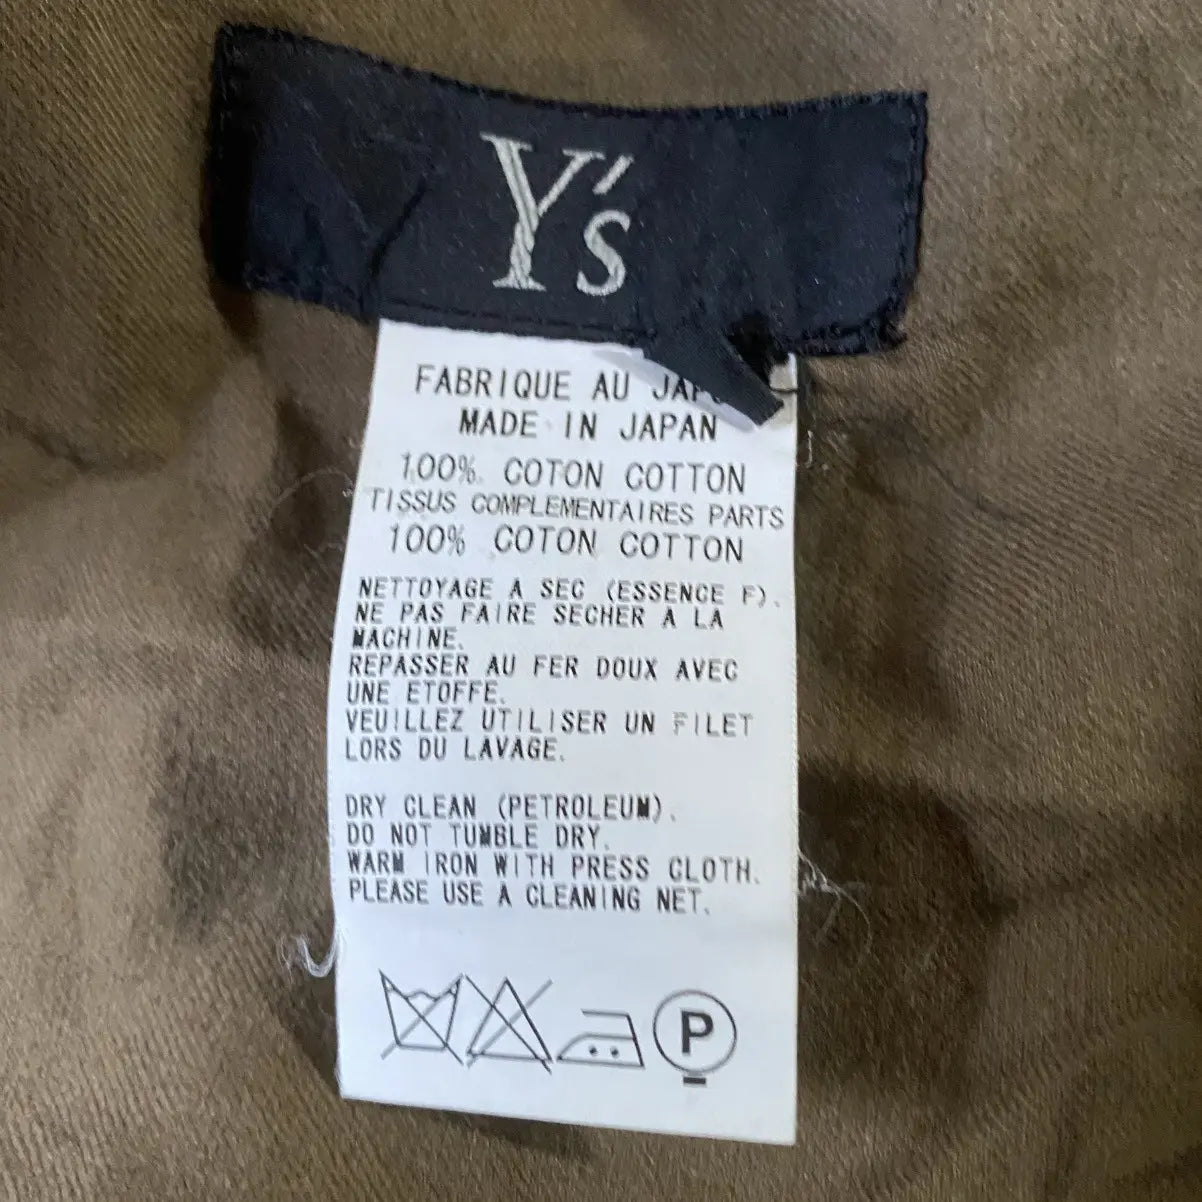 Y's
FABRIQUE AU
MADE IN JAPAN
100% COTON COTTON
TISSUS COMPLEMENTAIRES PARTS
100% COTON COTTON
NETTOYAGE A SEC (ESSENCE F).
NE PAS FAIRE SECHER A LA
MACHINE.
REPASSER AU FER DOUX AVEC
UNE ETOFFE.
VEUILLEZ UTILISER UN FILET
LORS DU LAVAGE.
DRY CLEAN (PETROLEUM).
DO NOT TUMBLE DRY.
WARM IRON WITH PRESS CLOTH.
PLEASE USE A CLEANING NET.
P